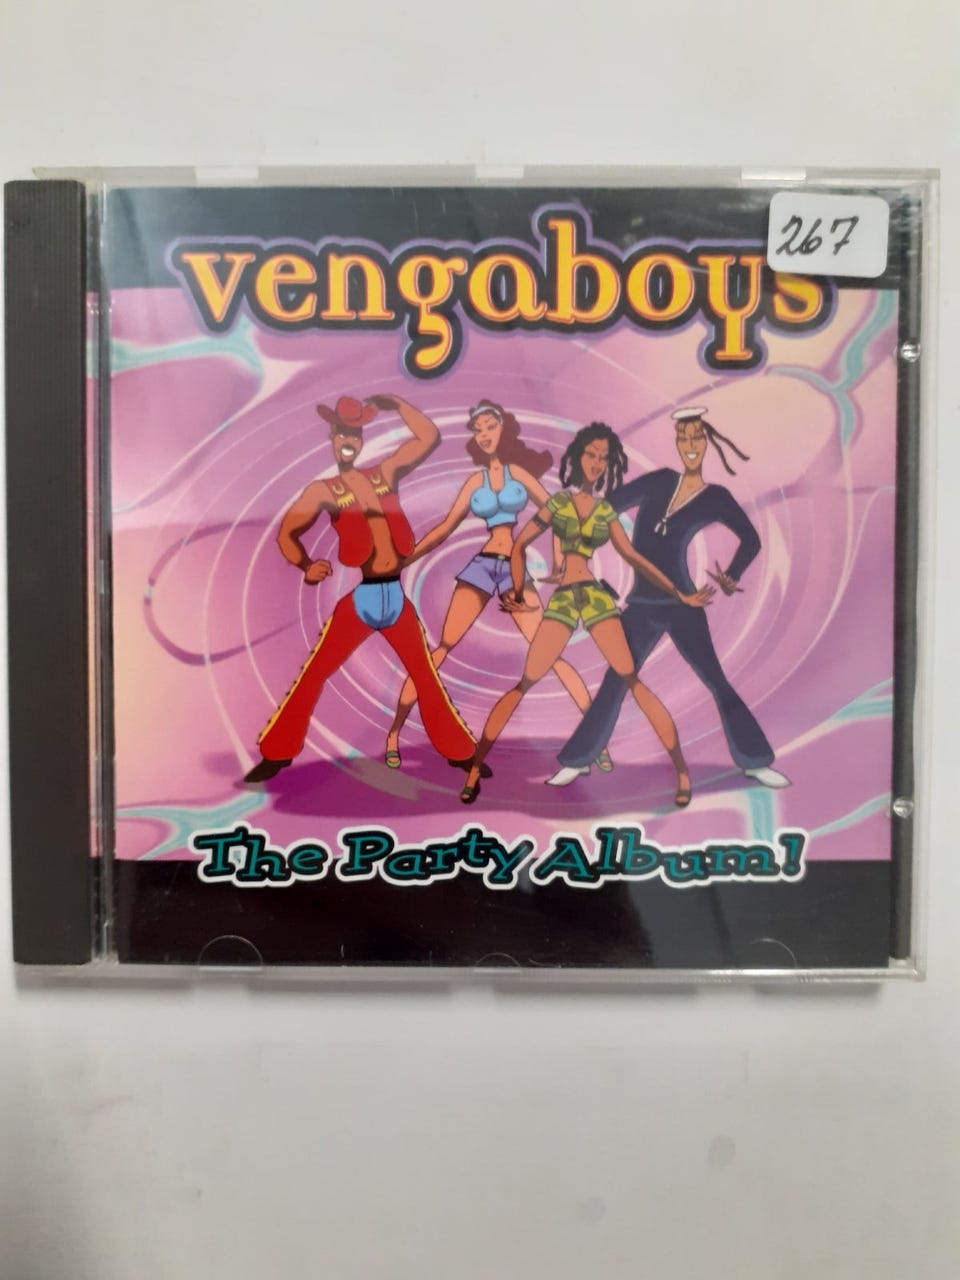 267
vengaboys
The Party Album!